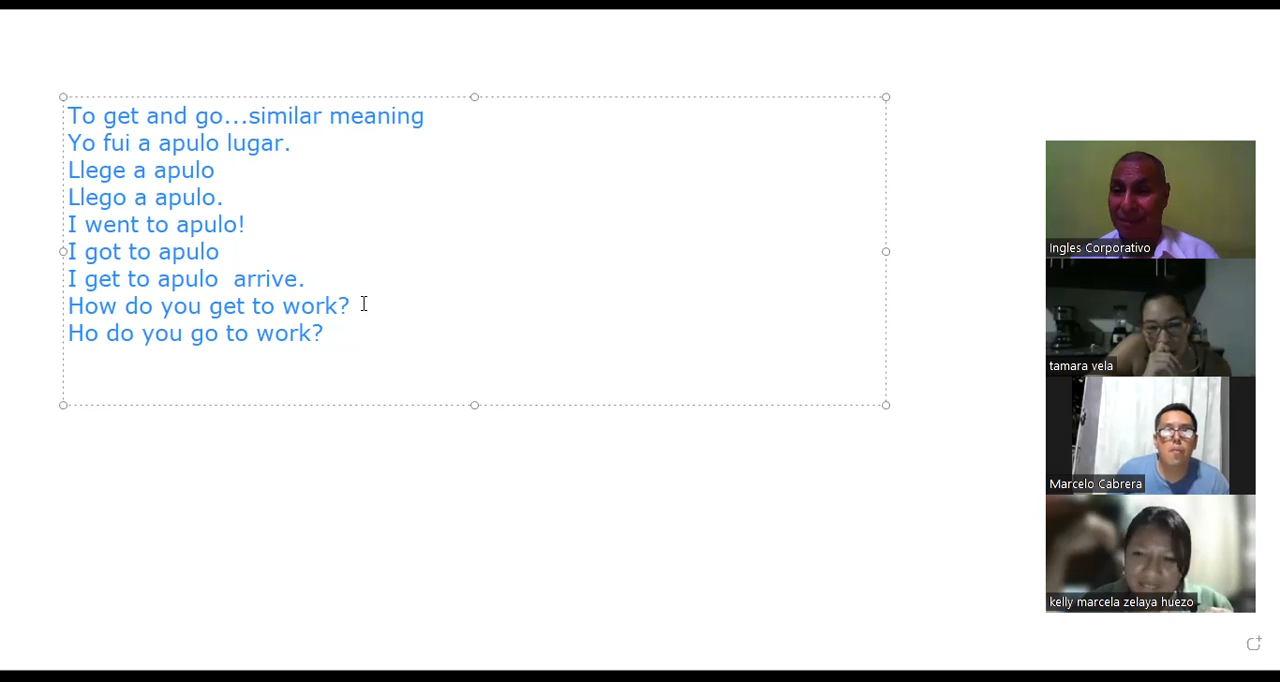 To get and go...similar meaning
Yo fui a apulo lugar.
Llege a apulo
Llego a apulo.
I went to apulo!
I got to apulo
I get to apulo  arrive.
How do you get to work?
Ho do you go to work?
Ingles Corporativo
tamara vela
Marcelo Cabrera
kelly marcela zelaya huezo